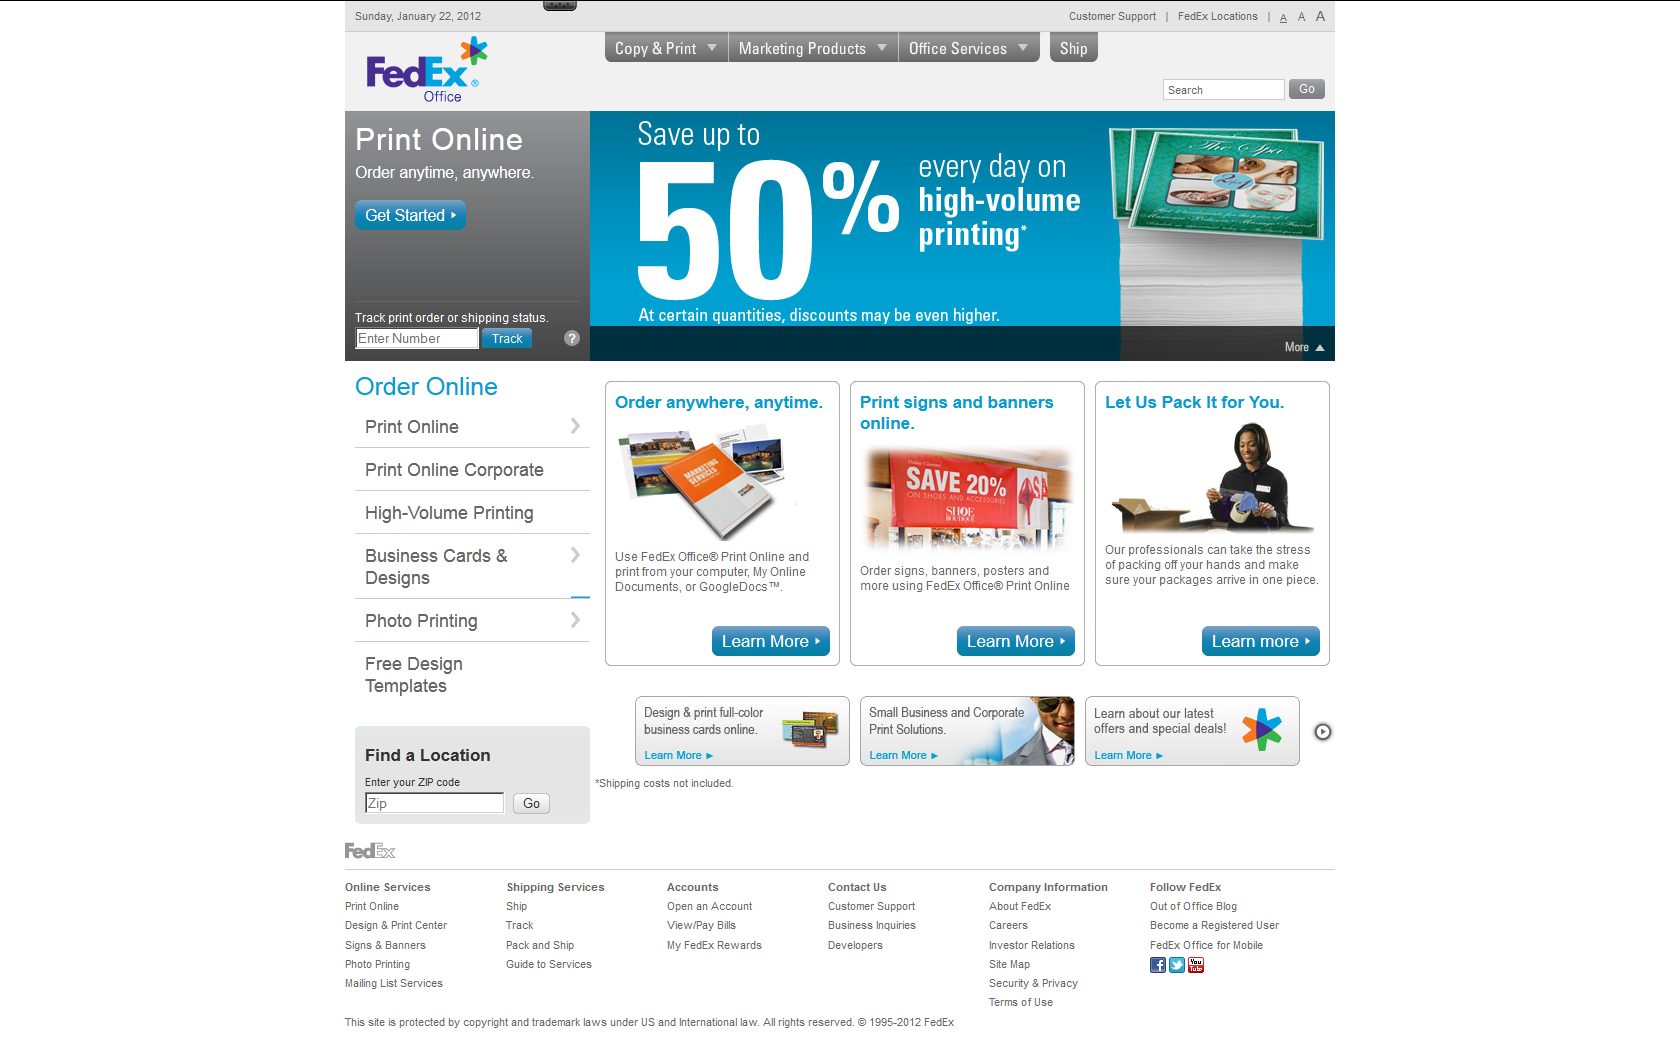 Sunday, January 22, 2012
Customer Support | FedEx Locations | A A A
FedEx®
Office
Copy & Print
Marketing Products
Office Services
Ship
Search
Go
Print Online
Order anytime, anywhere.
Get Started
Track print order or shipping status.
Enter Number
Track
?
Save up to
50%
every day on
high-volume
printing*
At certain quantities, discounts may be even higher.
The Spa
More
Order Online
Print Online
Print Online Corporate
High-Volume Printing
Business Cards &
Designs
Photo Printing
Free Design
Templates
Order anywhere, anytime.
MARKETING
SERVICES
Use FedEx Office® Print Online and
print from your computer, My Online
Documents, or GoogleDocs™.
Learn More
Print signs and banners
online.
SAVE 20%
ON SHOES AND ACCESSORIES
SHOE
BOUTIQUE
SA
Order signs, banners, posters and
more using FedEx Office® Print Online
Learn More
Let Us Pack It for You.
Our professionals can take the stress
of packing off your hands and make
sure your packages arrive in one piece.
Learn more
Design & print full-color
business cards online.
Learn More
Small Business and Corporate
Print Solutions.
Learn More
Learn about our latest
offers and special deals!
Learn More
*Shipping costs not included.
Find a Location
Enter your ZIP code
Zip
Go
FedEx
Online Services
Print Online
Design & Print Center
Signs & Banners
Photo Printing
Mailing List Services
Shipping Services
Ship
Track
Pack and Ship
Guide to Services
Accounts
Open an Account
View/Pay Bills
My FedEx Rewards
Contact Us
Customer Support
Business Inquiries
Developers
Company Information
About FedEx
Careers
Investor Relations
Site Map
Security & Privacy
Terms of Use
Follow FedEx
Out of Office Blog
Become a Registered User
FedEx Office for Mobile
You
Tube
This site is protected by copyright and trademark laws under US and International law. All rights reserved. © 1995-2012 FedEx